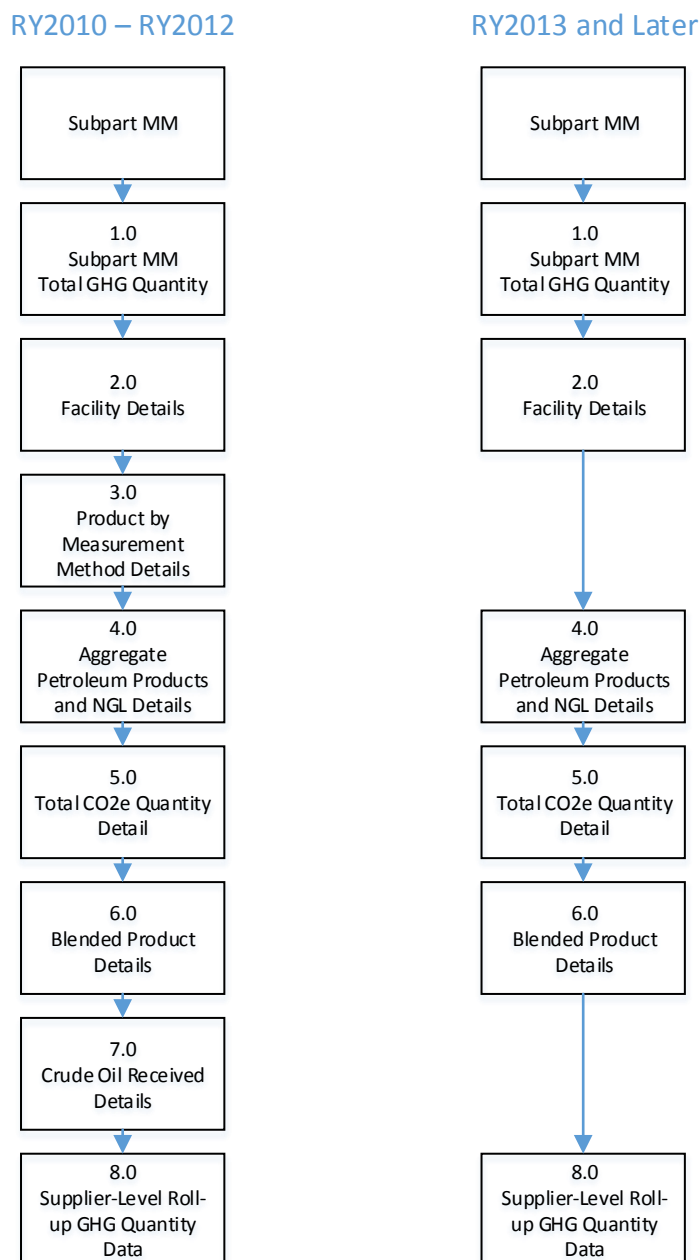 RY2010 – RY2012
Subpart MM
1.0
Subpart MM
Total GHG Quantity
2.0
Facility Details
3.0
Product by
Measurement
Method Details
4.0
Aggregate
Petroleum Products
and NGL Details
5.0
Total CO2e Quantity
Detail
6.0
Blended Product
Details
7.0
Crude Oil Received
Details
8.0
Supplier-Level Roll-
up GHG Quantity
Data
RY2013 and Later
Subpart MM
1.0
Subpart MM
Total GHG Quantity
2.0
Facility Details
4.0
Aggregate
Petroleum Products
and NGL Details
5.0
Total CO2e Quantity
Detail
6.0
Blended Product
Details
8.0
Supplier-Level Roll-
up GHG Quantity
Data